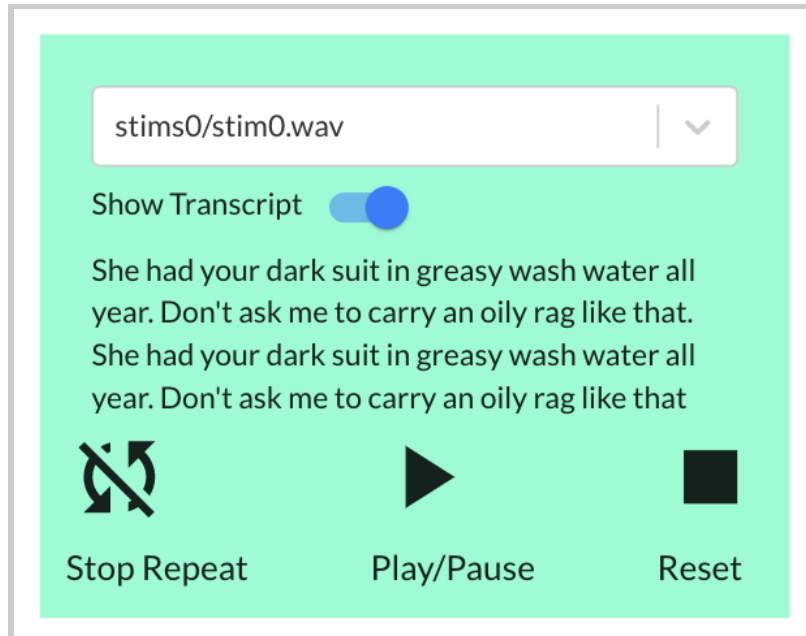 stims0/stim0.wav
Show Transcript
She had your dark suit in greasy wash water all
year. Don't ask me to carry an oily rag like that.
She had your dark suit in greasy wash water all
year. Don't ask me to carry an oily rag like that
Stop Repeat Play/Pause Reset